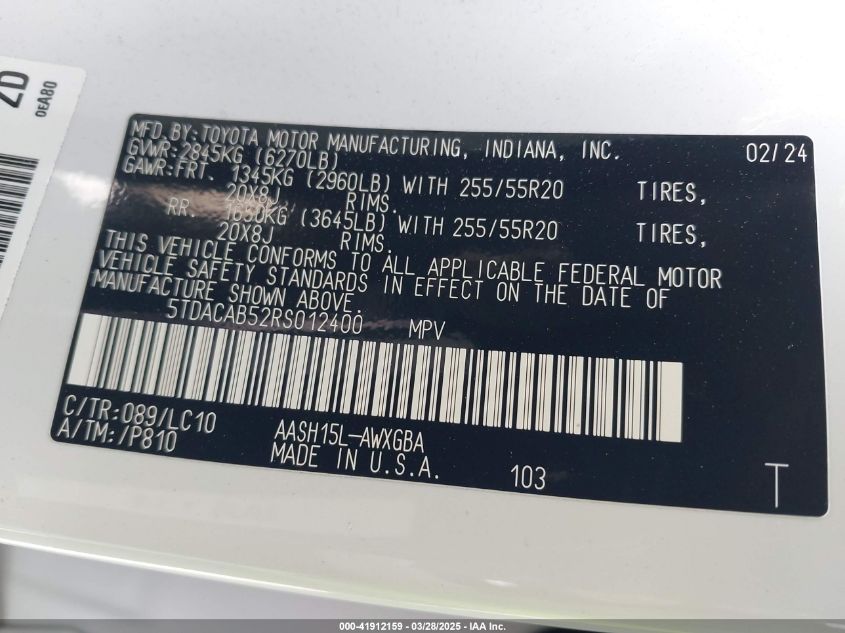 ZD
0EA80
MFD.BY:TOYOTA MOTOR MANUFACTURING, INDIANA, INC. 02/24
GVWR:2845KG (6270LB)
GAWR:FRT. 1345KG (2960LB) WITH 255/55R20 TIRES,
20X8J RIMS.
RR. 1650KG (3645LB) WITH 255/55R20 TIRES,
20X8J RIMS.
THIS VEHICLE CONFORMS TO ALL APPLICABLE FEDERAL MOTOR
VEHICLE SAFETY STANDARDS IN EFFECT ON THE DATE OF
MANUFACTURE SHOWN ABOVE.
5TDACAB52RS012400 MPV
C/TR:089/LC10 AASH15L-AWXGBA
A/TM:/P810 MADE IN U.S.A. 103 T
000-41912159 - 03/28/2025 - IAA Inc.